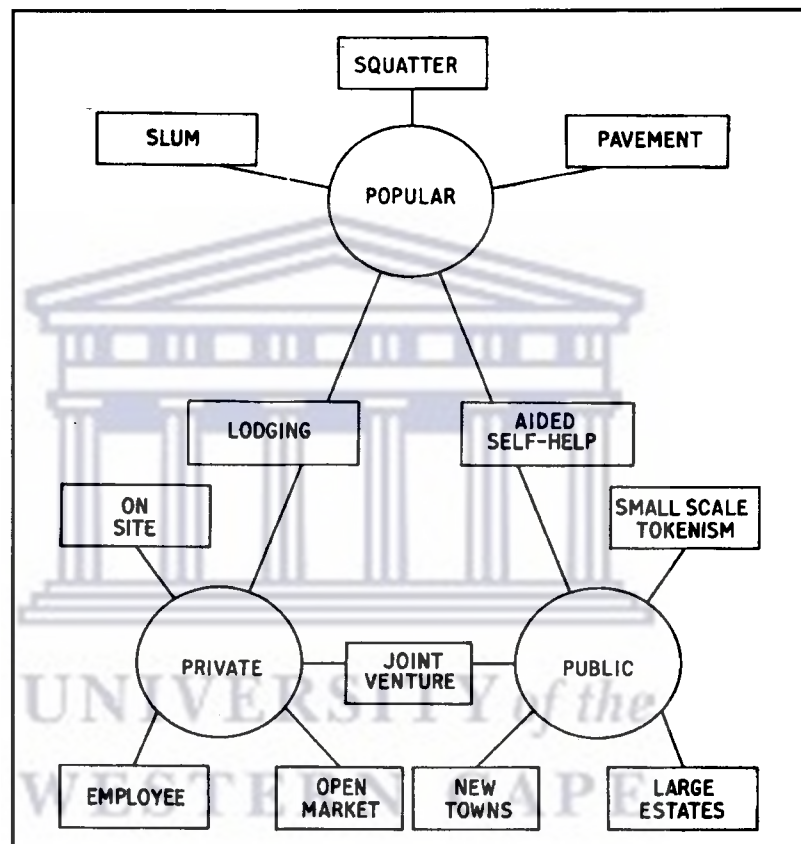 SQUATTER
SLUM
PAVEMENT
POPULAR
LODGING
AIDED
SELF-HELP
ON
SITE
SMALL SCALE
TOKENISM
PRIVATE
JOINT
VENTURE
PUBLIC
UNIVERSITY of the
EMPLOYEE
OPEN
MARKET
NEW
TOWNS
LARGE
ESTATES
WESTERN CAPE